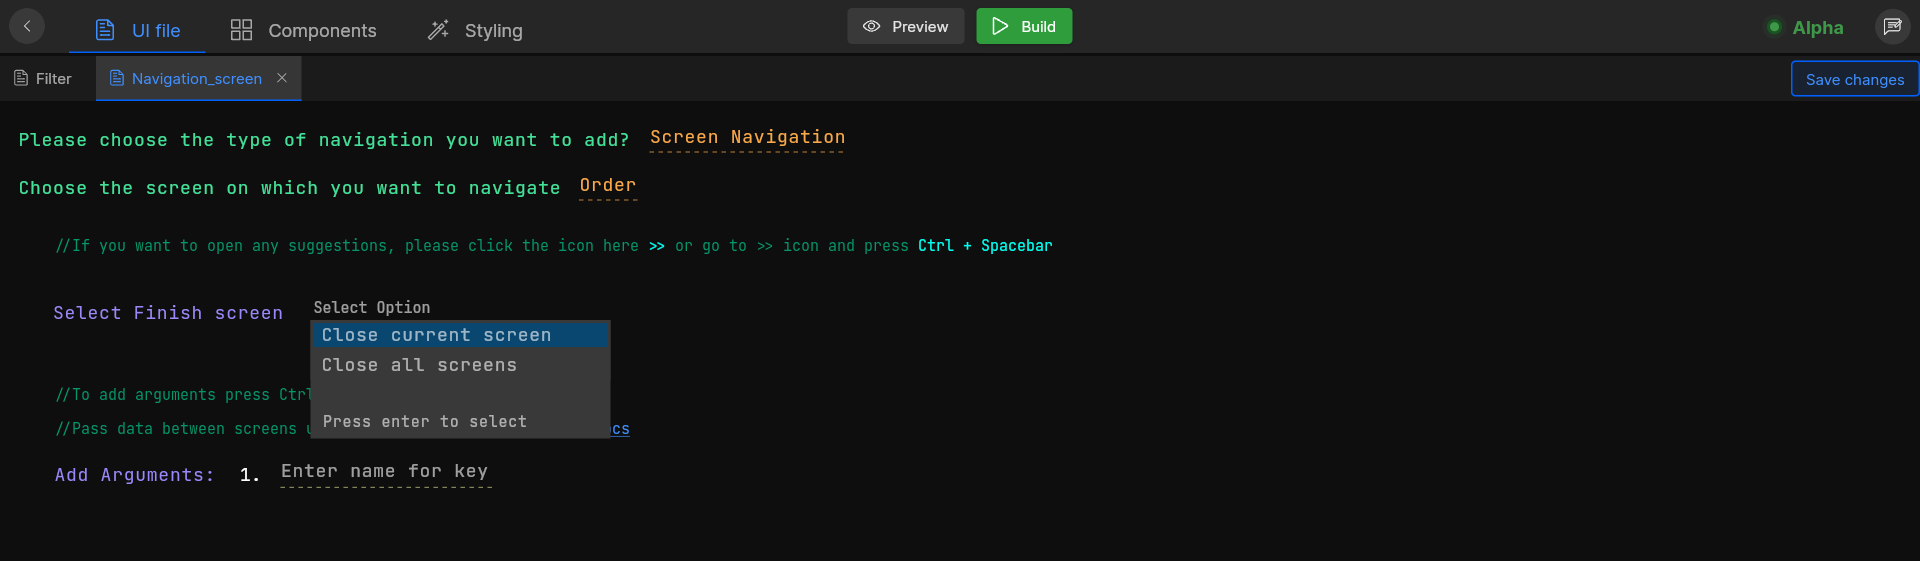 UI file Components Styling Preview Build Alpha
Filter Navigation_screen Save changes
Please choose the type of navigation you want to add? Screen Navigation
Choose the screen on which you want to navigate Order
//If you want to open any suggestions, please click the icon here >> or go to >> icon and press Ctrl + Spacebar
Select Finish screen Select Option
Close current screen
Close all screens
//To add arguments press Ctrl
Press enter to select
//Pass data between screens
Add Arguments: 1. Enter name for key